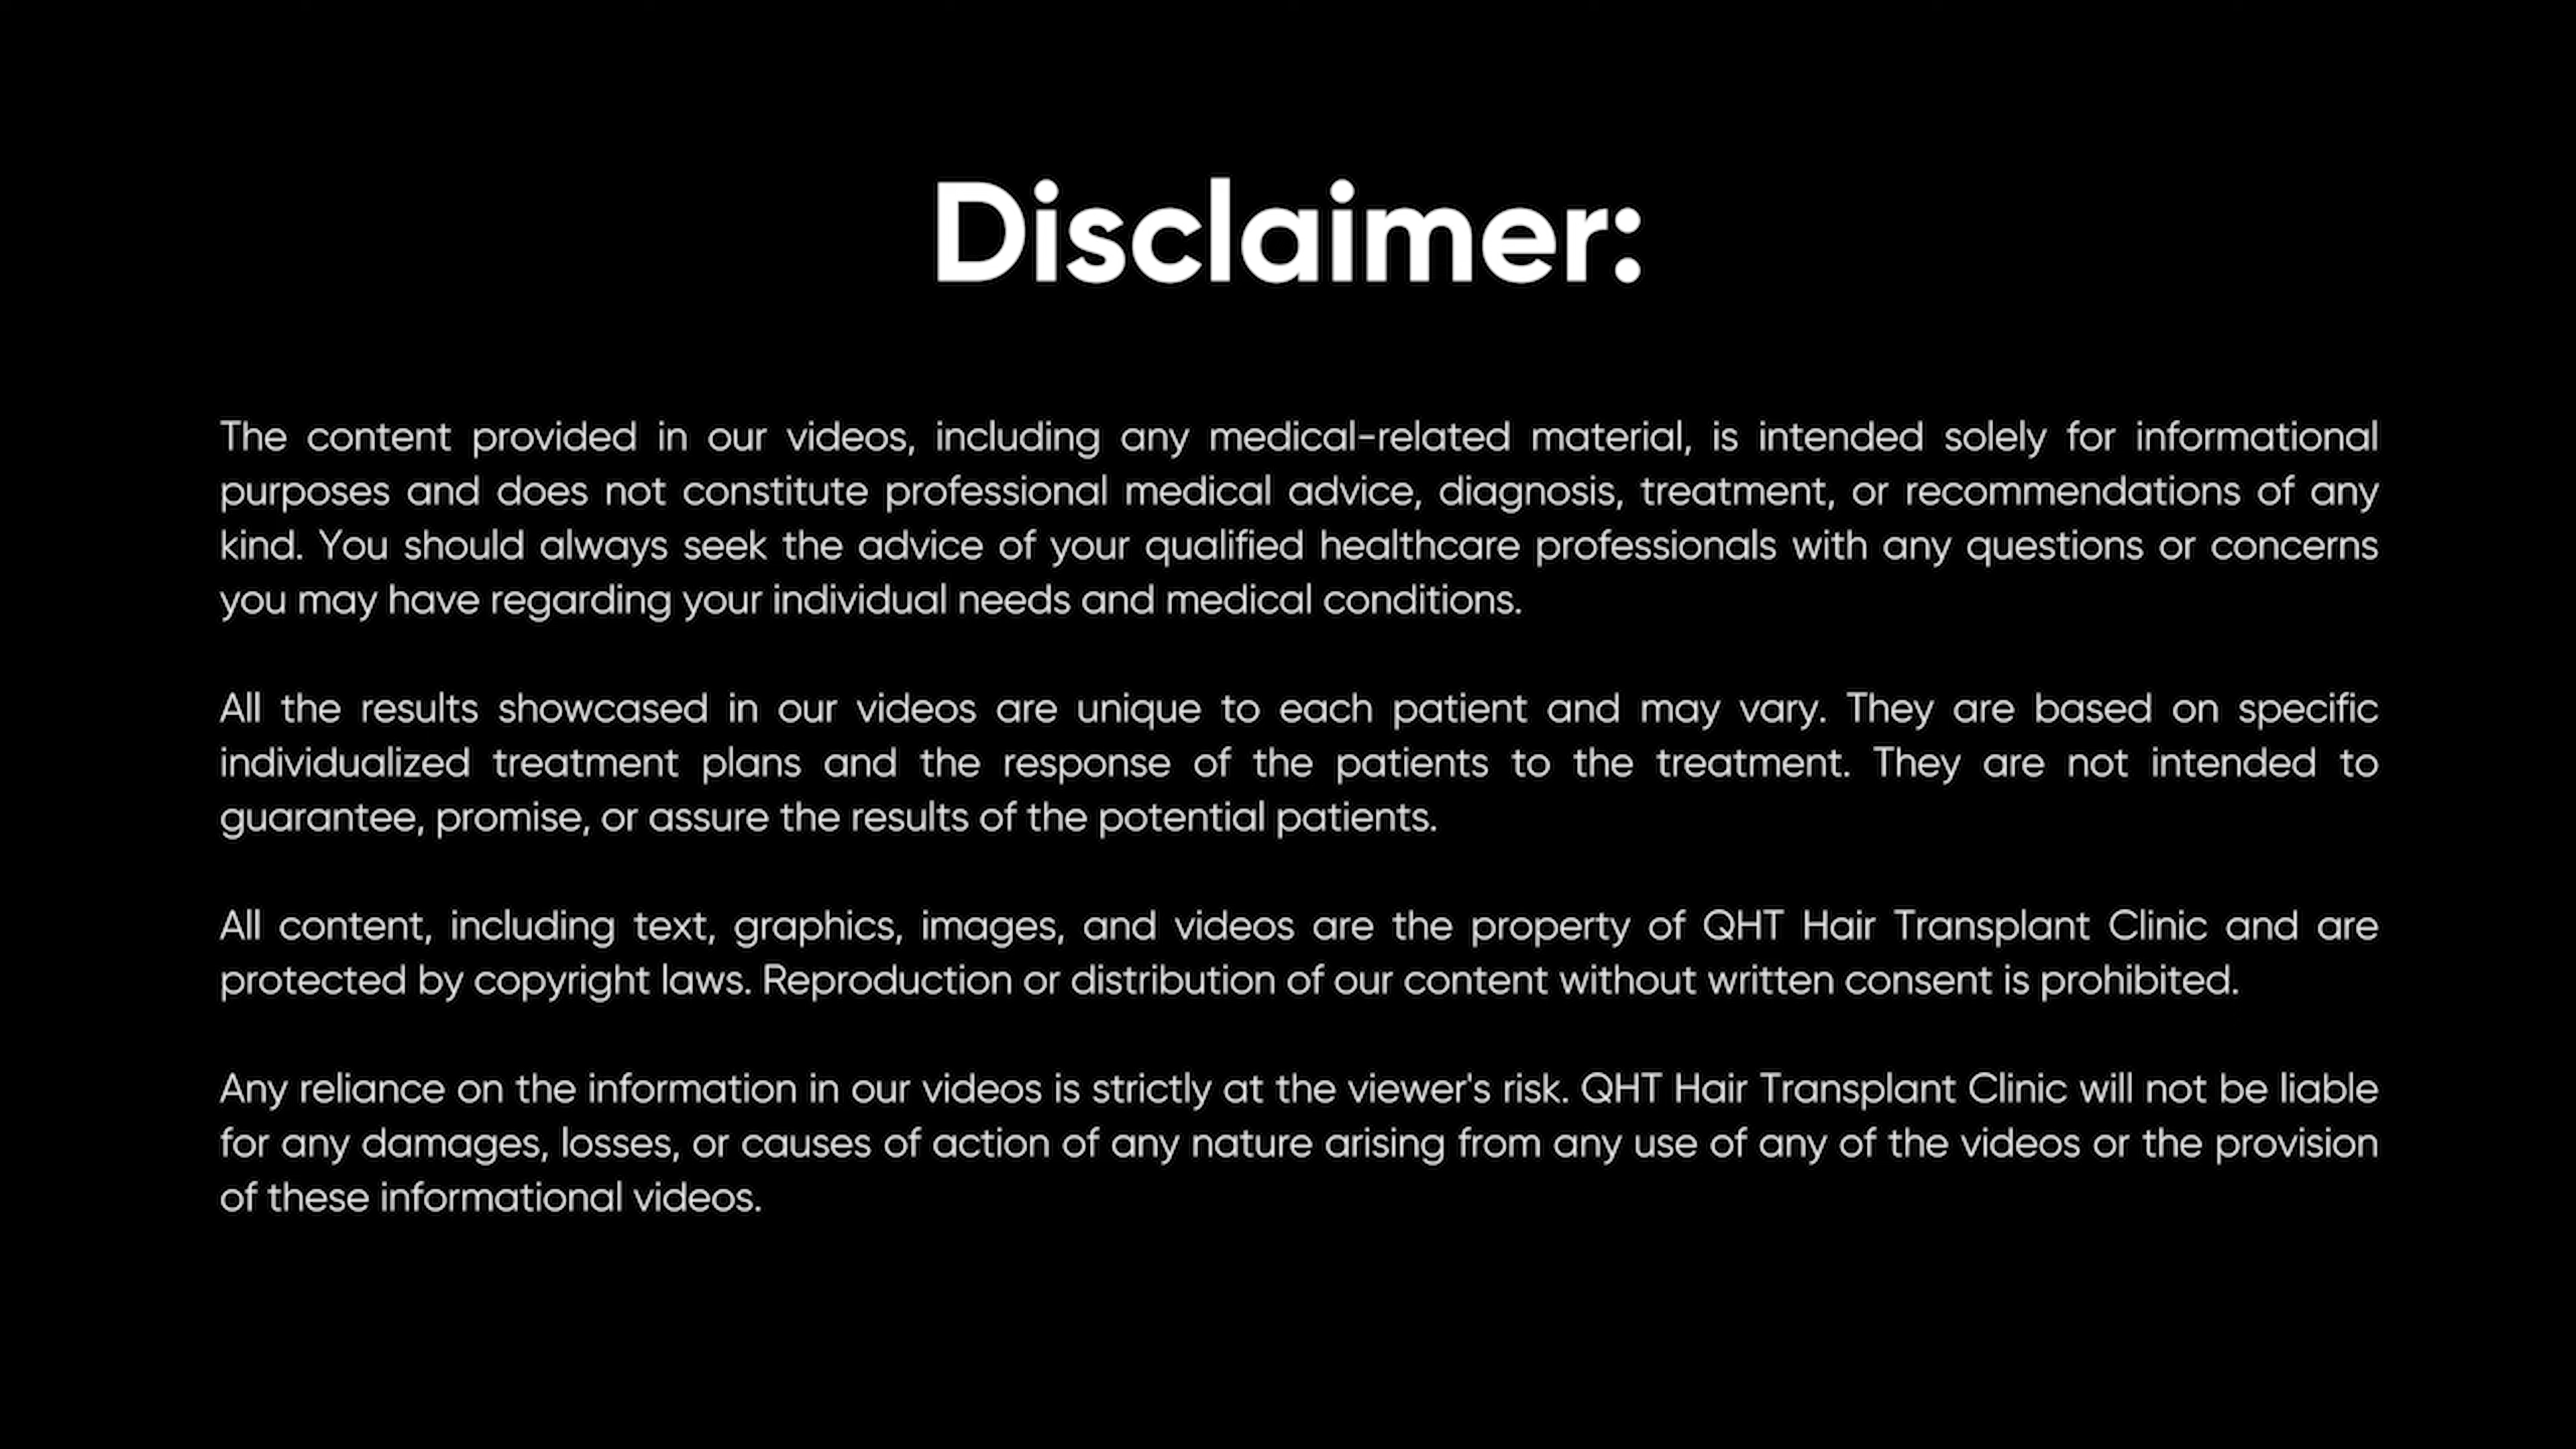 Disclaimer:
The content provided in our videos, including any medical-related material, is intended solely for informational
purposes and does not constitute professional medical advice, diagnosis, treatment, or recommendations of any
kind. You should always seek the advice of your qualified healthcare professionals with any questions or concerns
you may have regarding your individual needs and medical conditions.
All the results showcased in our videos are unique to each patient and may vary. They are based on specific
individualized treatment plans and the response of the patients to the treatment. They are not intended to
guarantee, promise, or assure the results of the potential patients.
All content, including text, graphics, images, and videos are the property of QHT Hair Transplant Clinic and are
protected by copyright laws. Reproduction or distribution of our content without written consent is prohibited.
Any reliance on the information in our videos is strictly at the viewer's risk. QHT Hair Transplant Clinic will not be liable
for any damages, losses, or causes of action of any nature arising from any use of any of the videos or the provision
of these informational videos.